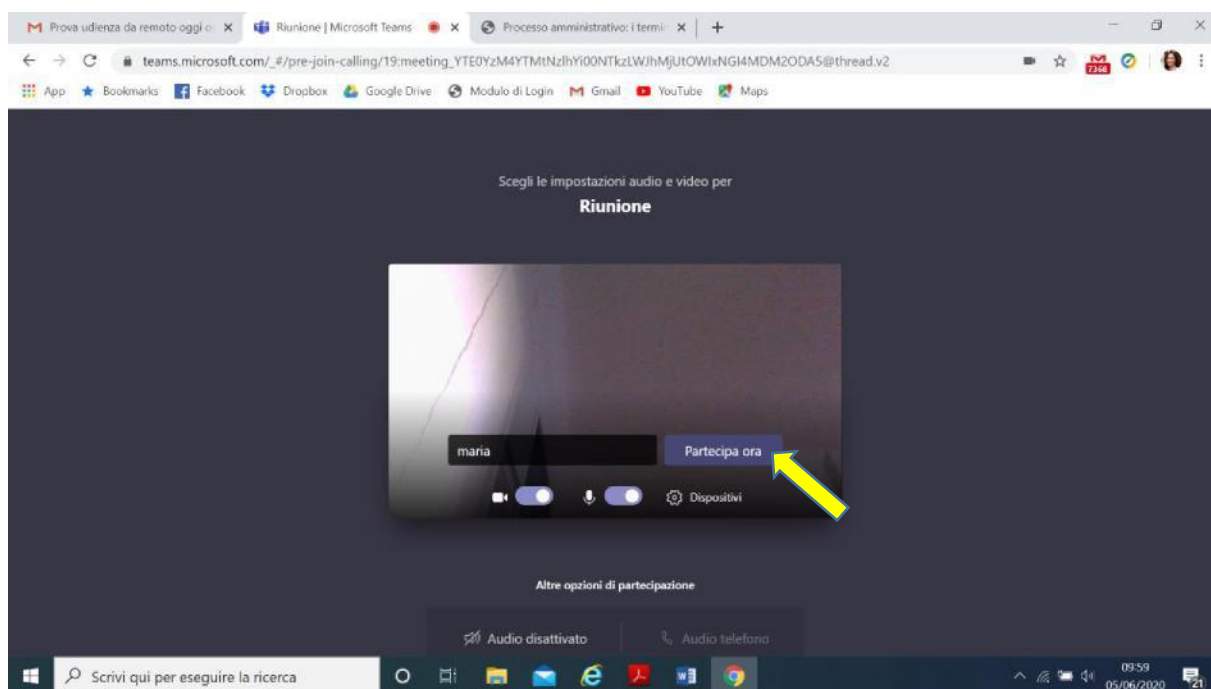 Prova udienza da remoto oggi o
Riunione | Microsoft Teams
Processo amministrativo: i termi
teams.microsoft.com/_#/pre-join-calling/19:meeting_YTE0YzM4YTMtNzlhYi00NTkzLWJhMjUtOWIxNGI4MDM2ODA5@thread.v2
7368
App
Bookmarks
Facebook
Dropbox
Google Drive
Modulo di Login
Gmail
YouTube
Maps
Scegli le impostazioni audio e video per
Riunione
maria
Partecipa ora
Dispositivi
Altre opzioni di partecipazione
Audio disattivato
Audio telefono
Scrivi qui per eseguire la ricerca
09:59
05/06/2020
21